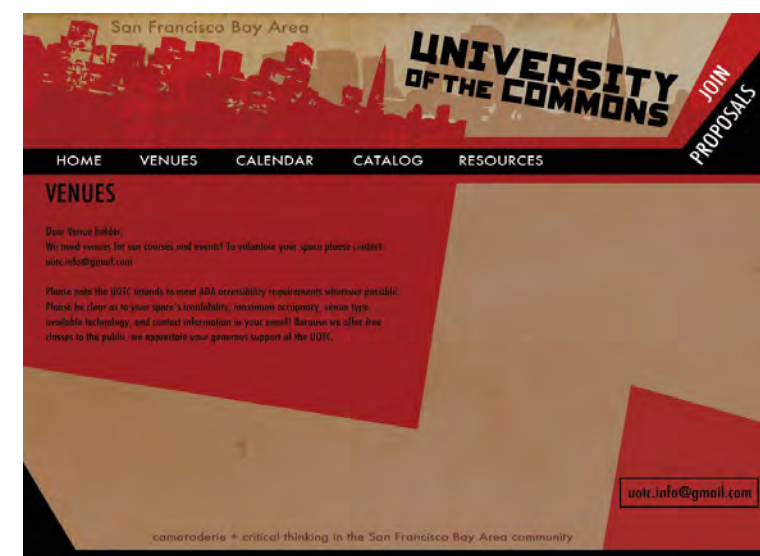 San Francisco Bay Area
UNIVERSITY
OF THE COMMONS
JOIN
PROPOSALS
HOME VENUES CALENDAR CATALOG RESOURCES
VENUES
Dear Venue holder,
We need venues for our courses and events! To volunteer your space please contact:
uotc.info@gmail.com
Please note the UOTC intends to meet ADA accessibility requirements wherever possible.
Please be clear as to your space's availability, maximum occupancy, venue type,
available technology, and contact information in your email! Because we offer free
classes to the public, we appreciate your generous support of the UOTC.
uotc.info@gmail.com
camaraderie + critical thinking in the San Francisco Bay Area community